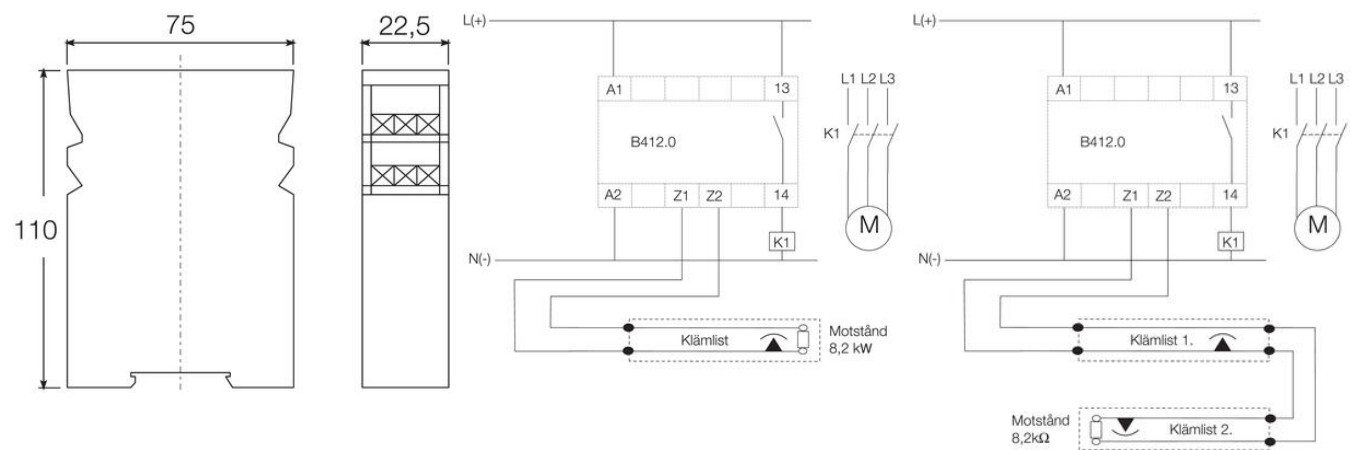 75
22,5
110
L(+)
A1
13
B412.0
A2
Z1
Z2
14
K1
N(-)
L1 L2 L3
K1
M
Klämlist
Motstånd
8,2 kW
L(+)
A1
13
B412.0
A2
Z1
Z2
14
K1
N(-)
L1 L2 L3
K1
M
Klämlist 1.
Motstånd
8,2kΩ
Klämlist 2.